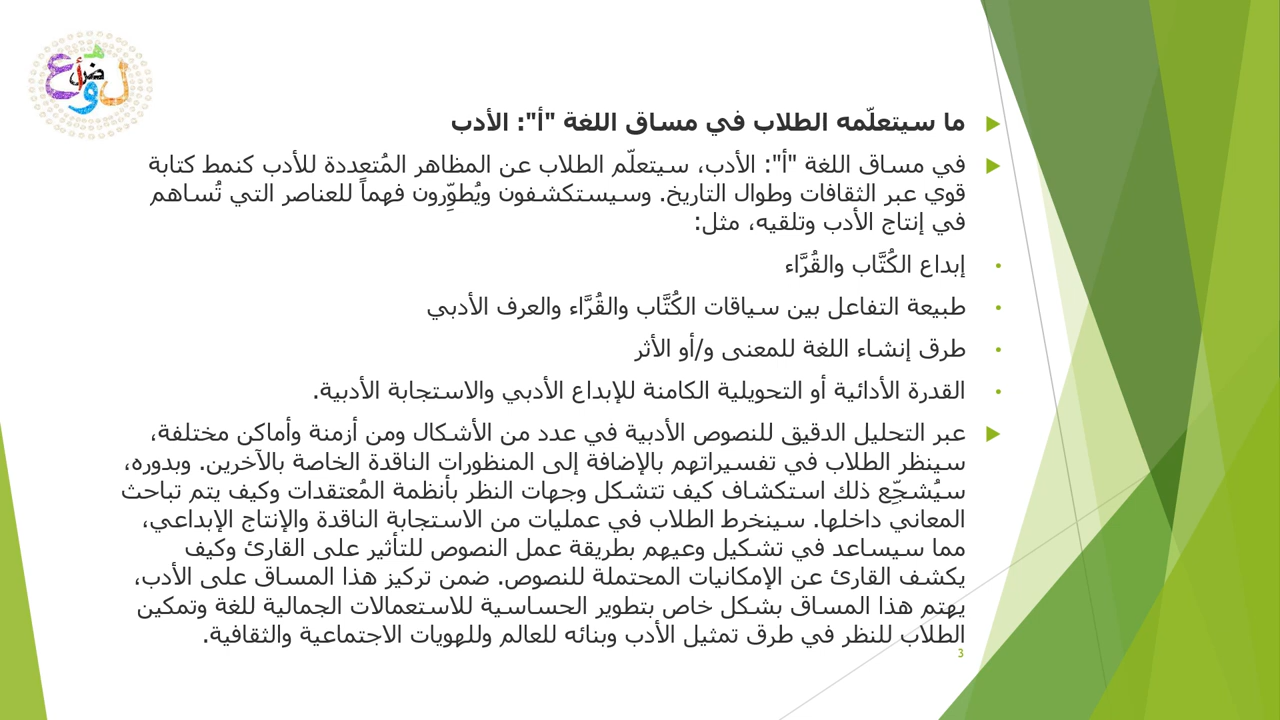 ما سيتعلّمه الطلاب في مساق اللغة "أ": الأدب
في مساق اللغة "أ": الأدب، سيتعلّم الطلاب عن المظاهر المُتعددة للأدب كنمط كتابة
قوي عبر الثقافات وطوال التاريخ. وسيستكشفون ويُطوِّرون فهماً للعناصر التي تُساهم
في إنتاج الأدب وتلقيه، مثل:
إبداع الكُتَّاب والقُرَّاء
طبيعة التفاعل بين سياقات الكُتَّاب والقُرَّاء والعرف الأدبي
طرق إنشاء اللغة للمعنى و/أو الأثر
القدرة الأدائية أو التحويلية الكامنة للإبداع الأدبي والاستجابة الأدبية.
عبر التحليل الدقيق للنصوص الأدبية في عدد من الأشكال ومن أزمنة وأماكن مختلفة،
سينظر الطلاب في تفسيراتهم بالإضافة إلى المنظورات الناقدة الخاصة بالآخرين. وبدوره،
سيُشجِّع ذلك استكشاف كيف تتشكل وجهات النظر بأنظمة المُعتقدات وكيف يتم تباحث
المعاني داخلها. سينخرط الطلاب في عمليات من الاستجابة الناقدة والإنتاج الإبداعي،
مما سيساعد في تشكيل وعيهم بطريقة عمل النصوص للتأثير على القارئ وكيف
يكشف القارئ عن الإمكانيات المحتملة للنصوص. ضمن تركيز هذا المساق على الأدب،
يهتم هذا المساق بشكل خاص بتطوير الحساسية للاستعمالات الجمالية للغة وتمكين
الطلاب للنظر في طرق تمثيل الأدب وبنائه للعالم وللهويات الاجتماعية والثقافية.
3